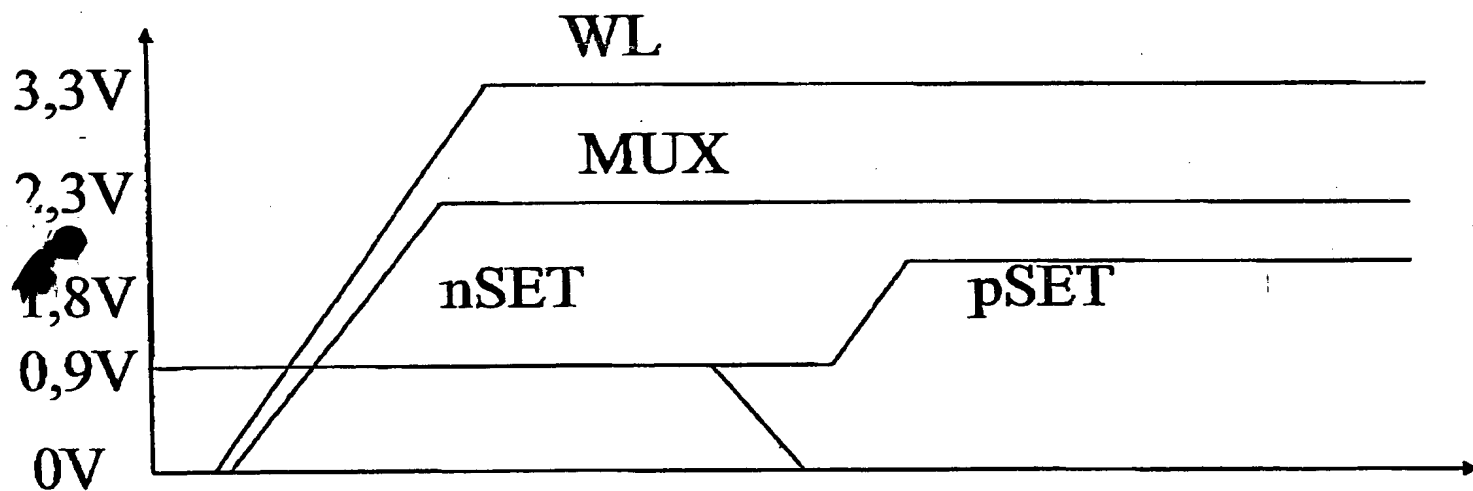 WL
3,3V
MUX
2,3V
nSET
pSET
1,8V
0,9V
0V